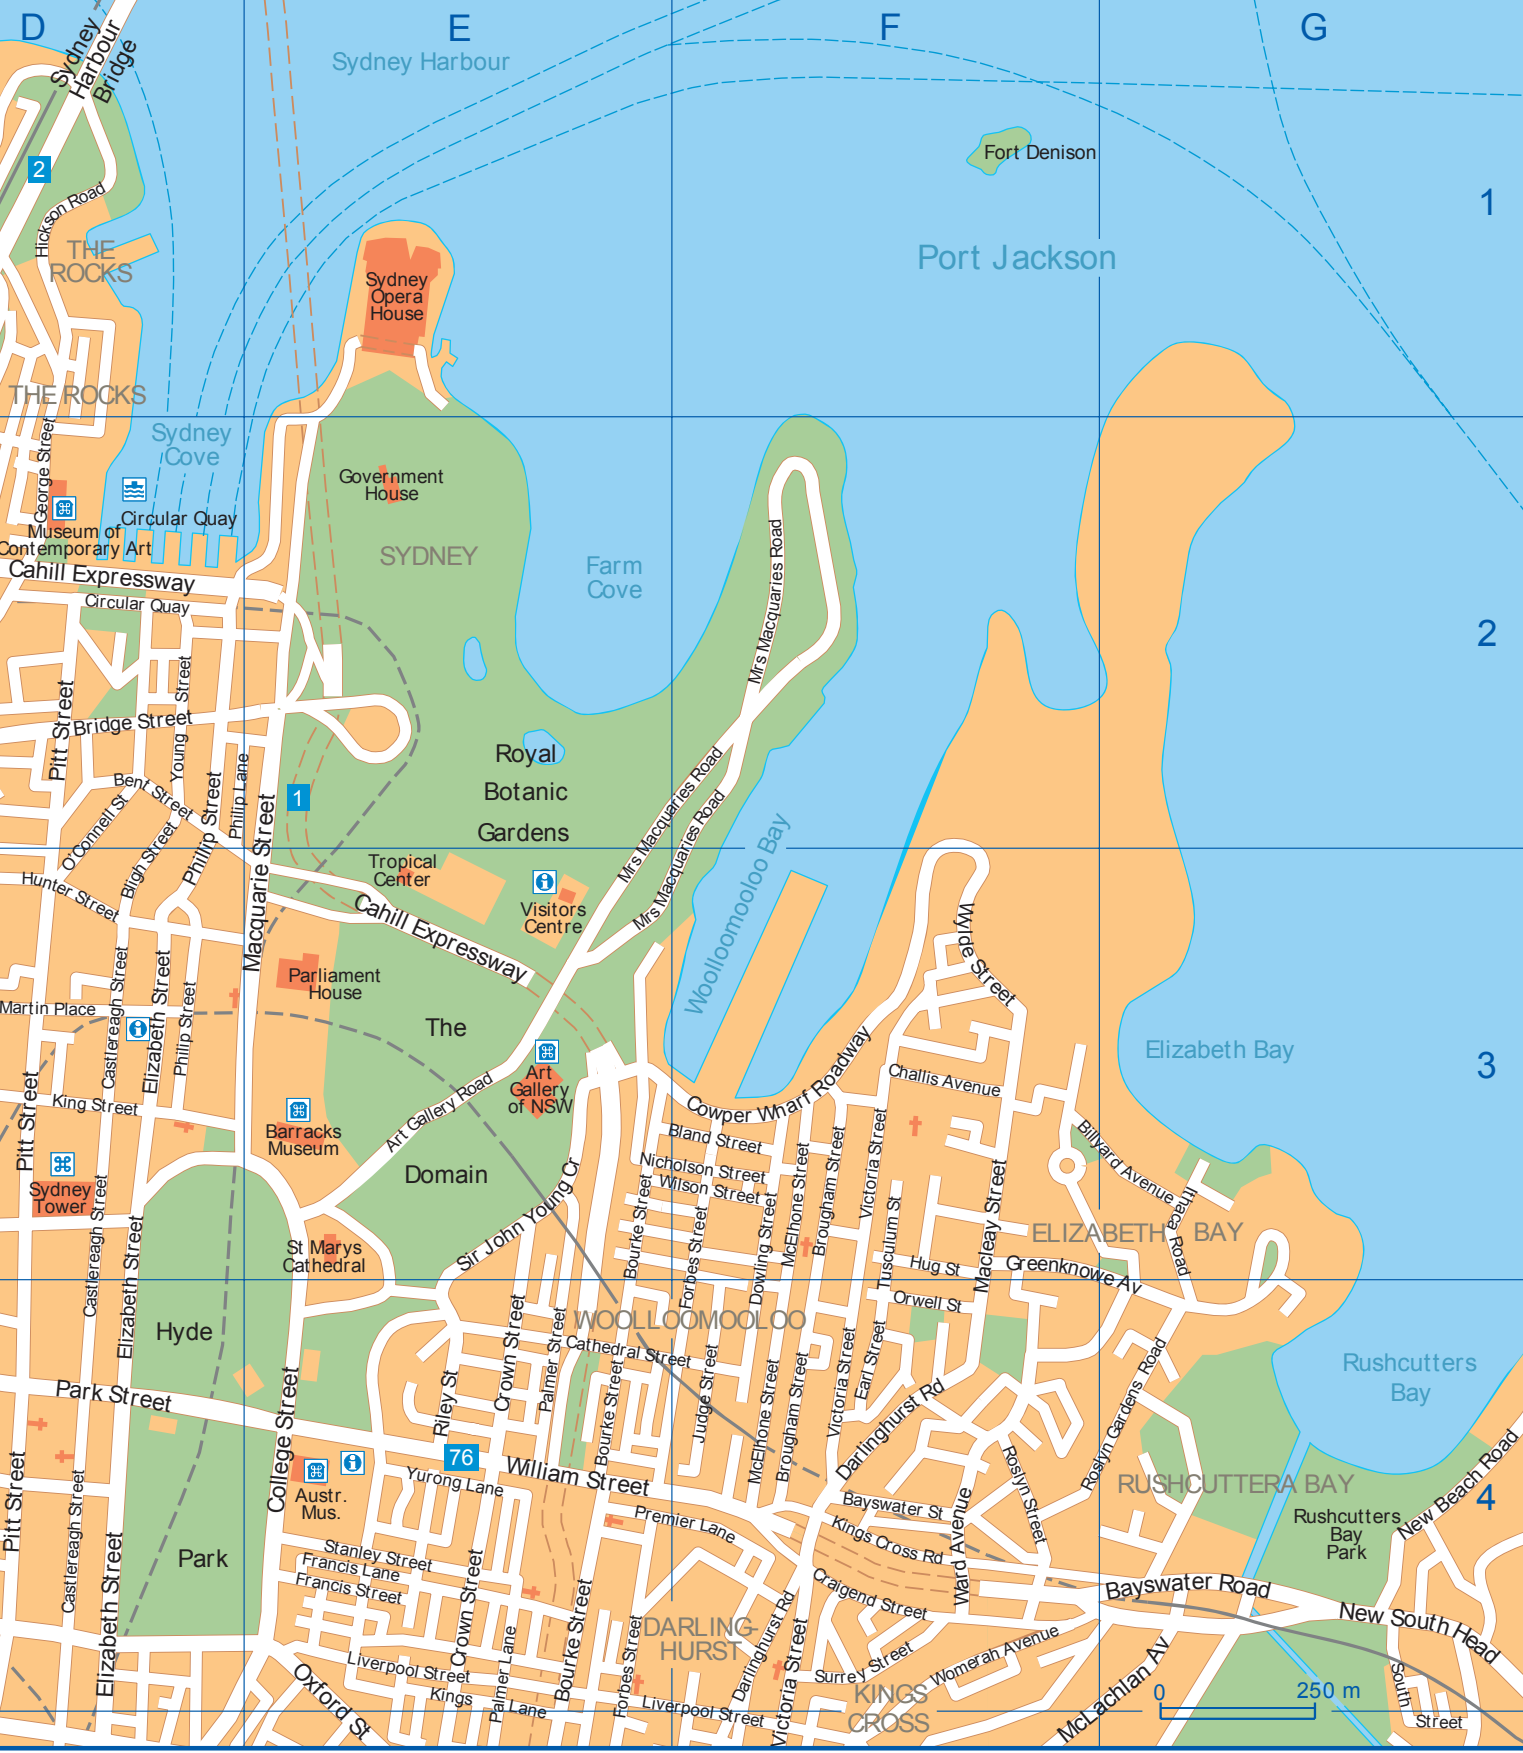 D
E
F
G
Sydney
Harbour
Bridge
Sydney Harbour
2
Hickson Road
THE
ROCKS
Fort Denison
1
Port Jackson
Sydney
Opera
House
THE ROCKS
Sydney
Cove
George Street
Circular Quay
Museum of
Contemporary Art
Government
House
SYDNEY
Farm
Cove
Mrs Macquaries Road
Cahill Expressway
Circular Quay
2
Pitt Street
Bridge Street
Young Street
Bent Street
O'Connell St
Bligh Street
Phillip Street
Philip Lane
Macquarie Street
1
Royal
Botanic
Gardens
Mrs Macquaries Road
Mrs Macquaries Road
Woolloomooloo Bay
Hunter Street
Tropical
Center
Visitors
Centre
Cahill Expressway
Parliament
House
Martin Place
Castlereagh Street
Elizabeth Street
Philip Street
The
Domain
Art
Gallery
of NSW
Art Gallery Road
Wylde Street
Elizabeth Bay
3
Cowper Wharf Roadway
Challis Avenue
King Street
Pitt Street
Barracks
Museum
Sydney
Tower
Castlereagh Street
Elizabeth Street
St Marys
Cathedral
Sir John Young Cr
Bland Street
Nicholson Street
Wilson Street
Bourke Street
Forbes Street
Dowling Street
McElhone Street
Brougham Street
Victoria Street
Tusculum St
Macleay Street
Billyard Avenue
Ithaca Road
ELIZABETH BAY
Hug St
Greenknowe Av
Orwell St
Hyde
Park
WOOLLOOMOOLOO
Cathedral Street
Crown Street
Palmer Street
Riley St
Bourke Street
Judge Street
McElhone Street
Brougham Street
Victoria Street
Earl Street
Darlinghurst Rd
Roslyn Gardens Road
Rushcutters
Bay
Park Street
College Street
76
William Street
Yurong Lane
Austr.
Mus.
Premier Lane
Bayswater St
Kings Cross Rd
Craigend Street
Ward Avenue
Roslyn Street
RUSHCUTTERA BAY
Rushcutters
Bay
Park
New Beach Road
4
Pitt Street
Castlereagh Street
Elizabeth Street
Stanley Street
Francis Lane
Francis Street
Crown Street
Palmer Lane
Bourke Street
Forbes Street
DARLING-
HURST
Darlinghurst Rd
Victoria Street
Surrey Street
Womerah Avenue
Bayswater Road
New South Head
McLachlan Av
Liverpool Street
Kings Lane
Liverpool Street
Oxford St
KINGS
CROSS
0
250 m
South
Street